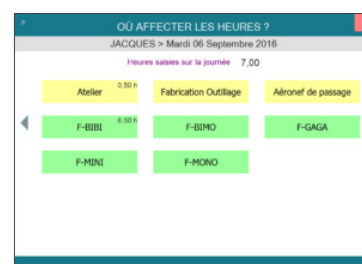 OÙ AFFECTER LES HEURES ?
JACQUES > Mardi 06 Septembre 2016
Heures saisies sur la journée 7,00
Atelier 0.50 h Fabrication Outillage Aéronef de passage
F-BIBI 6.50 h F-BIMO F-GAGA
F-MINI F-MONO